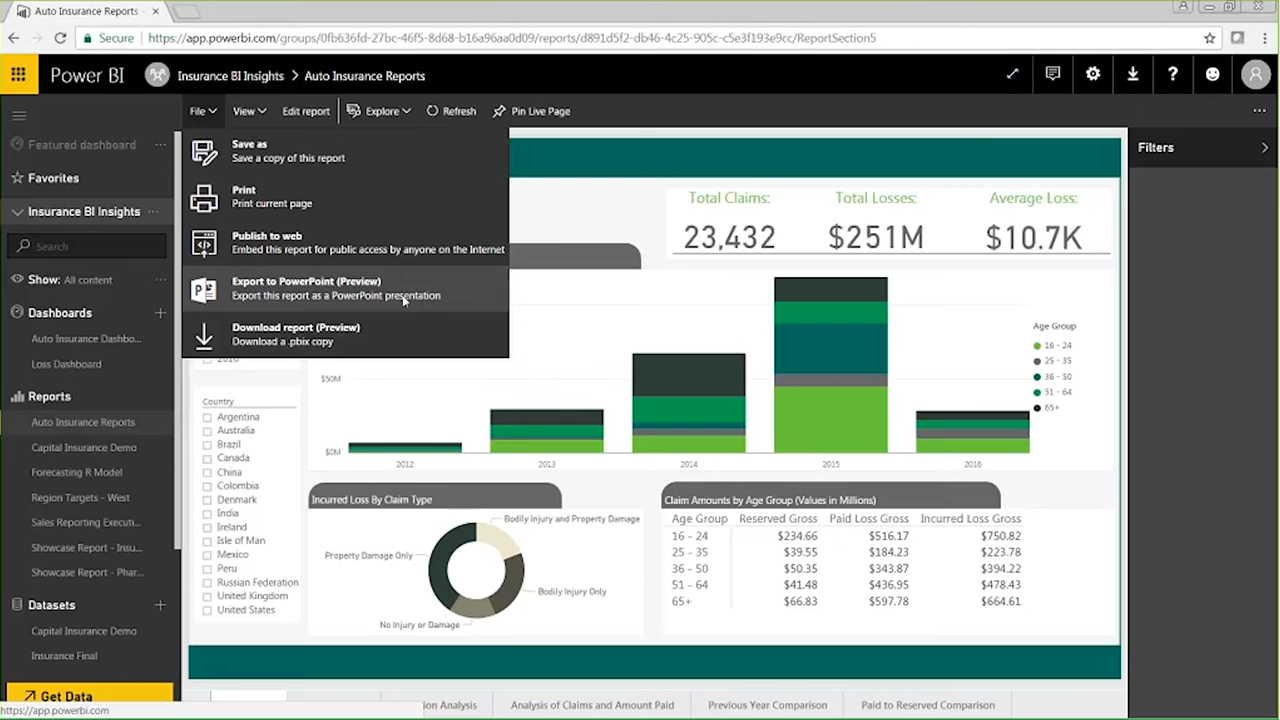 Auto Insurance Reports
Secure
https://app.powerbi.com/groups/0fb636fd-27bc-46f5-8d68-b16a96aa0d09/reports/d891d5f2-db46-4c25-905c-c5e3f193e9cc/ReportSection5
Power BI
Insurance BI Insights > Auto Insurance Reports
File View Edit report Explore Refresh Pin Live Page
Featured dashboard
Favorites
Insurance BI Insights
Search
Show: All content
Dashboards
Auto Insurance Dashbo...
Loss Dashboard
Reports
Auto Insurance Reports
Capital Insurance Demo
Forecasting R Model
Region Targets - West
Sales Reporting Executi...
Showcase Report - Insu...
Showcase Report - Phar...
Datasets
Capital Insurance Demo
Insurance Final
Get Data
https://app.powerbi.com
Save as
Save a copy of this report
Print
Print current page
Publish to web
Embed this report for public access by anyone on the Internet
Export to PowerPoint (Preview)
Export this report as a PowerPoint presentation
Download report (Preview)
Download a .pbix copy
Total Claims: Total Losses: Average Loss:
23,432 $251M $10.7K
Age Group
16 - 24
25 - 35
36 - 50
51 - 64
65+
$50M
$0M
2012 2013 2014 2015 2016
2016
Country
Argentina
Australia
Brazil
Canada
China
Colombia
Denmark
India
Ireland
Isle of Man
Mexico
Peru
Russian Federation
United Kingdom
United States
Incurred Loss By Claim Type
Bodily Injury and Property Damage
Property Damage Only
Bodily Injury Only
No Injury or Damage
Claim Amounts by Age Group (Values in Millions)
Age Group Reserved Gross Paid Loss Gross Incurred Loss Gross
16 - 24 $234.66 $516.17 $750.82
25 - 35 $39.55 $184.23 $223.78
36 - 50 $50.35 $343.87 $394.22
51 - 64 $41.48 $436.95 $478.43
65+ $66.83 $597.78 $664.61
Filters
Analysis
Analysis of Claims and Amount Paid
Previous Year Comparison
Paid to Reserved Comparison